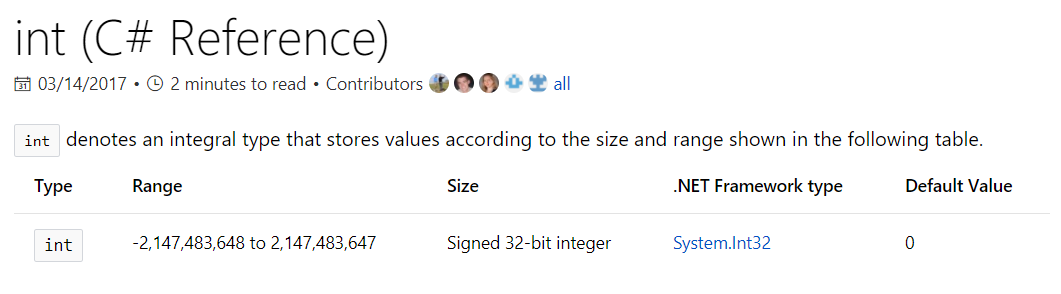 int (C# Reference)
31 03/14/2017 • 2 minutes to read • Contributors all
int denotes an integral type that stores values according to the size and range shown in the following table.
Type Range Size .NET Framework type Default Value
int -2,147,483,648 to 2,147,483,647 Signed 32-bit integer System.Int32 0